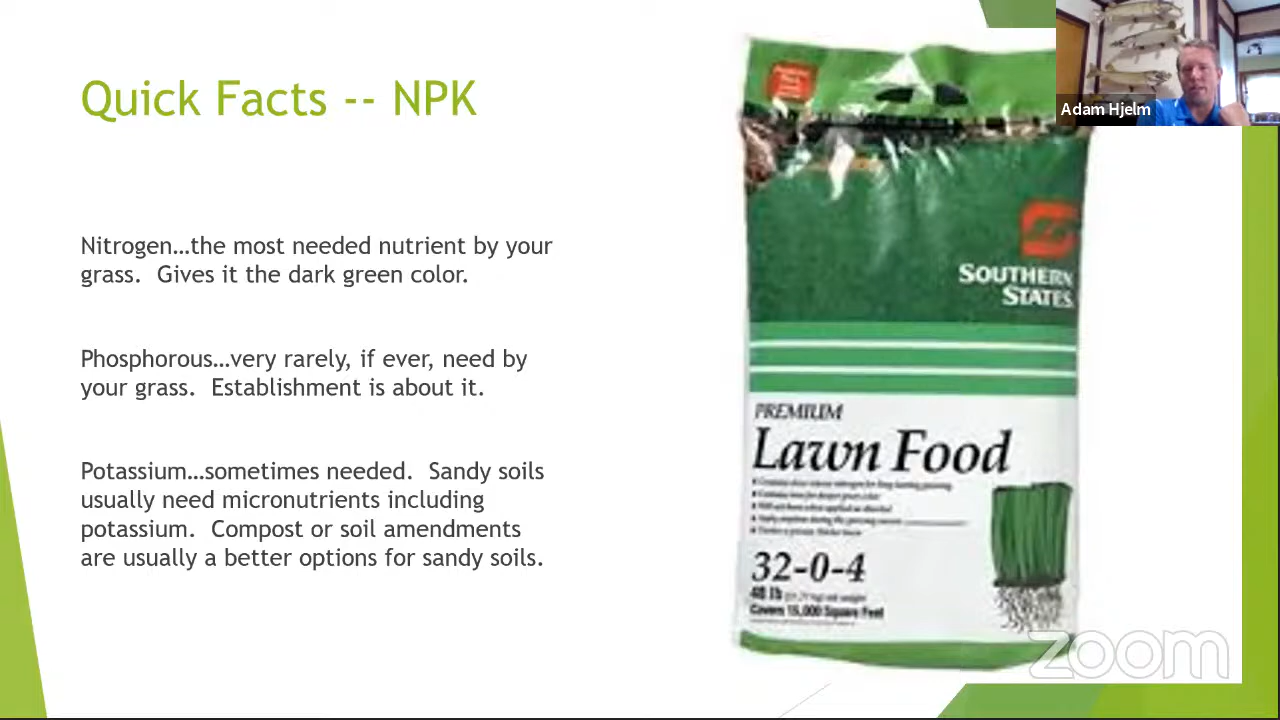 Quick Facts -- NPK
Adam Hjelm
Nitrogen…the most needed nutrient by your
grass.  Gives it the dark green color.
Phosphorous…very rarely, if ever, need by
your grass.  Establishment is about it.
Potassium…sometimes needed.  Sandy soils
usually need micronutrients including
potassium.  Compost or soil amendments
are usually a better options for sandy soils.
SOUTHERN
STATES
PREMIUM
Lawn Food
32-0-4
48 lb
Covers 15,000 Square Feet
zoom